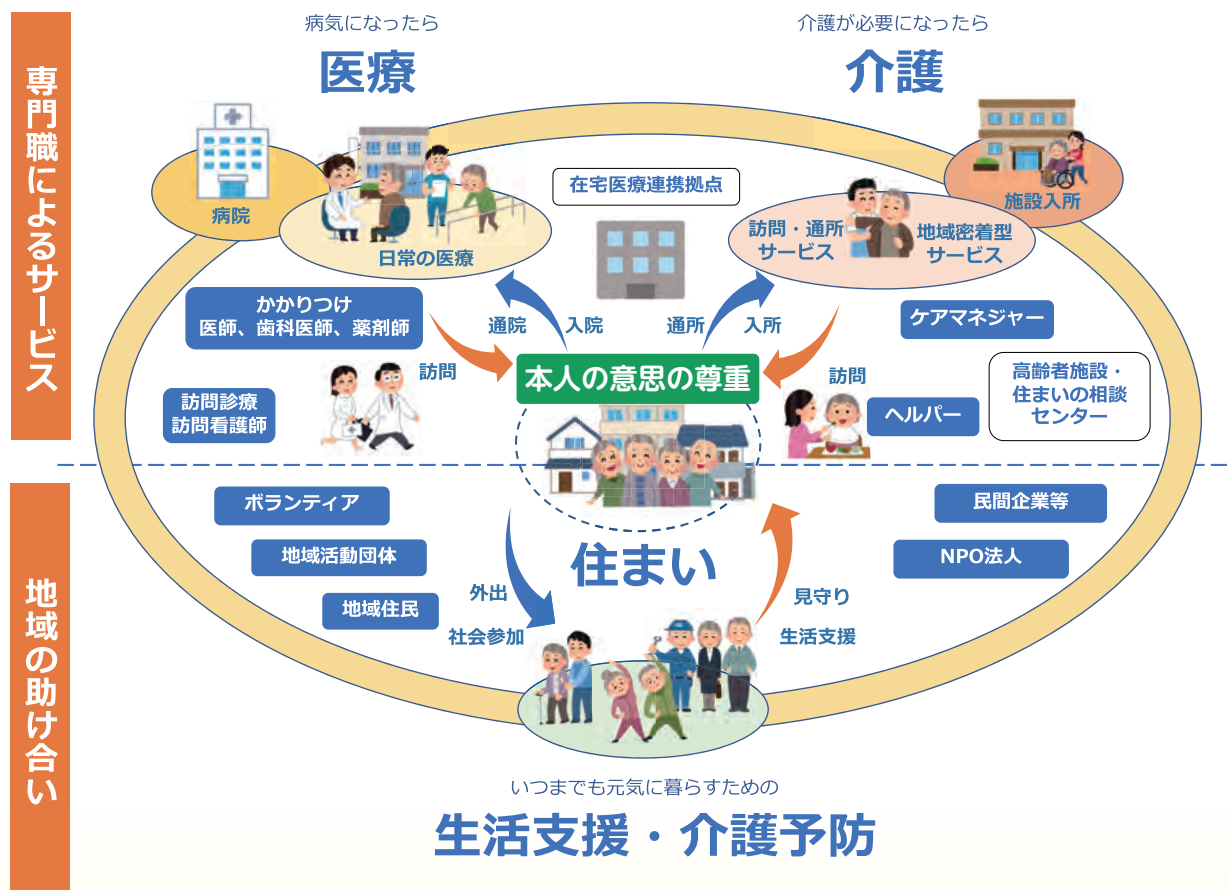 専門職によるサービス
病気になったら
医療
介護が必要になったら
介護
病院
日常の医療
在宅医療連携拠点
訪問・通所
サービス
地域密着型
サービス
施設入所
かかりつけ
医師、歯科医師、薬剤師
訪問
通院
入院
通所
入所
訪問
ケアマネジャー
本人の意思の尊重
訪問診療
訪問看護師
ヘルパー
高齢者施設・
住まいの相談
センター
地域の助け合い
ボランティア
地域活動団体
地域住民
住まい
民間企業等
NPO法人
外出
社会参加
見守り
生活支援
いつまでも元気に暮らすための
生活支援・介護予防